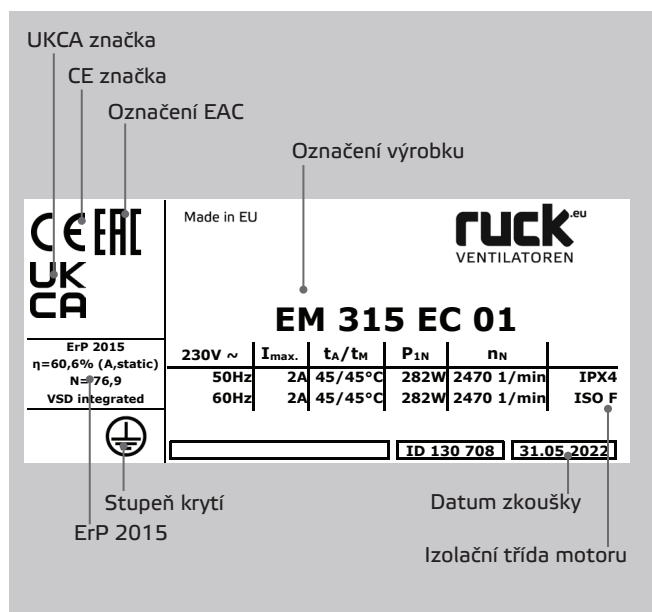 UKCA značka
CE značka
Označení EAC
Označení výrobku
CE EAC
UK
CA
Made in EU
ruck.eu
VENTILATOREN
EM 315 EC 01
ErP 2015
η=60,6% (A,static)
N=76,9
VSD integrated
230V ~ Imax. tA/tM P1N nN
50Hz 2A 45/45°C 282W 2470 1/min IPX4
60Hz 2A 45/45°C 282W 2470 1/min ISO F
ID 130 708 31.05.2022
Stupeň krytí
ErP 2015
Datum zkoušky
Izolační třída motoru